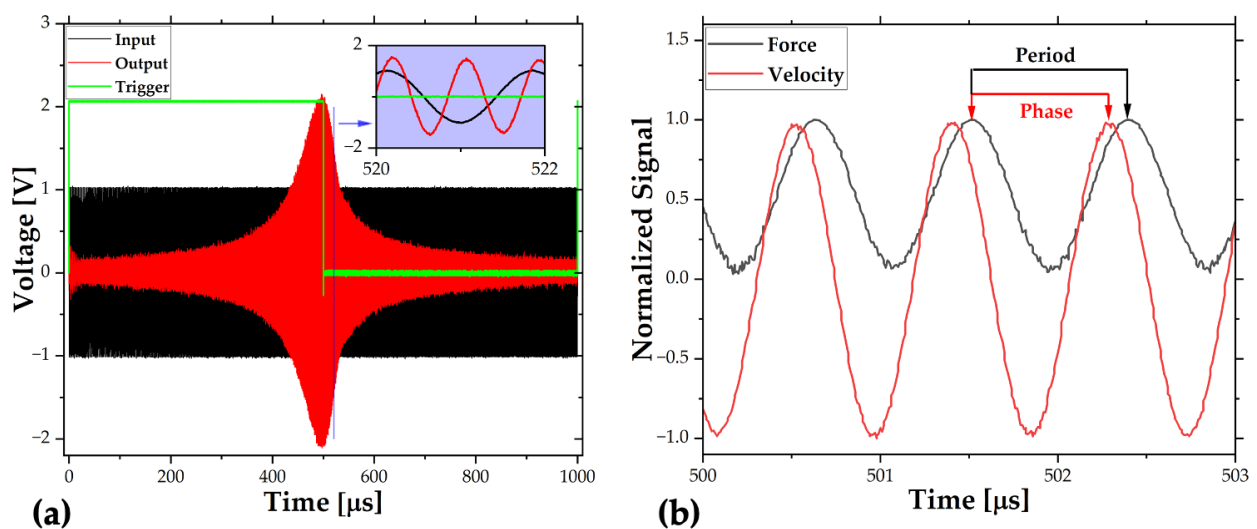 Input
Output
Trigger
Voltage [V]
3
2
1
0
−1
−2
0
200
400
600
800
1000
Time [μs]
2
−2
520
522
(a)
Force
Velocity
Period
Phase
Normalized Signal
1.5
1.0
0.5
0.0
−0.5
−1.0
500
501
502
503
Time [μs]
(b)